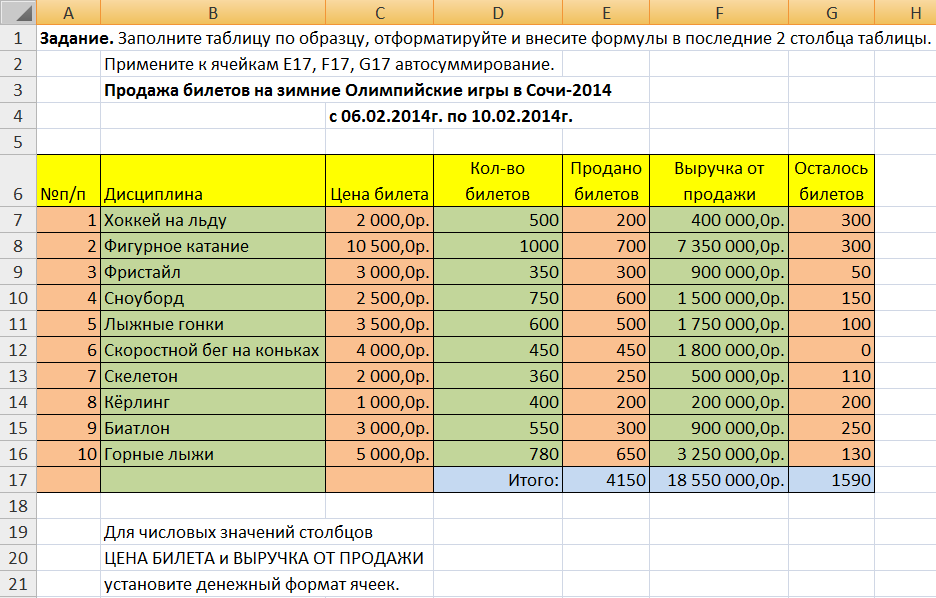 A B C D E F G H
1 Задание. Заполните таблицу по образцу, отформатируйте и внесите формулы в последние 2 столбца таблицы.
2 Примените к ячейкам E17, F17, G17 автосуммирование.
3 Продажа билетов на зимние Олимпийские игры в Сочи-2014
4 с 06.02.2014г. по 10.02.2014г.
5
6 №п/п Дисциплина Цена билета Кол-во билетов Продано билетов Выручка от продажи Осталось билетов
7 1 Хоккей на льду 2 000,0р. 500 200 400 000,0р. 300
8 2 Фигурное катание 10 500,0р. 1000 700 7 350 000,0р. 300
9 3 Фристайл 3 000,0р. 350 300 900 000,0р. 50
10 4 Сноуборд 2 500,0р. 750 600 1 500 000,0р. 150
11 5 Лыжные гонки 3 500,0р. 600 500 1 750 000,0р. 100
12 6 Скоростной бег на коньках 4 000,0р. 450 450 1 800 000,0р. 0
13 7 Скелетон 2 000,0р. 360 250 500 000,0р. 110
14 8 Кёрлинг 1 000,0р. 400 200 200 000,0р. 200
15 9 Биатлон 3 000,0р. 550 300 900 000,0р. 250
16 10 Горные лыжи 5 000,0р. 780 650 3 250 000,0р. 130
17 Итого: 4150 18 550 000,0р. 1590
18
19 Для числовых значений столбцов
20 ЦЕНА БИЛЕТА и ВЫРУЧКА ОТ ПРОДАЖИ
21 установите денежный формат ячеек.